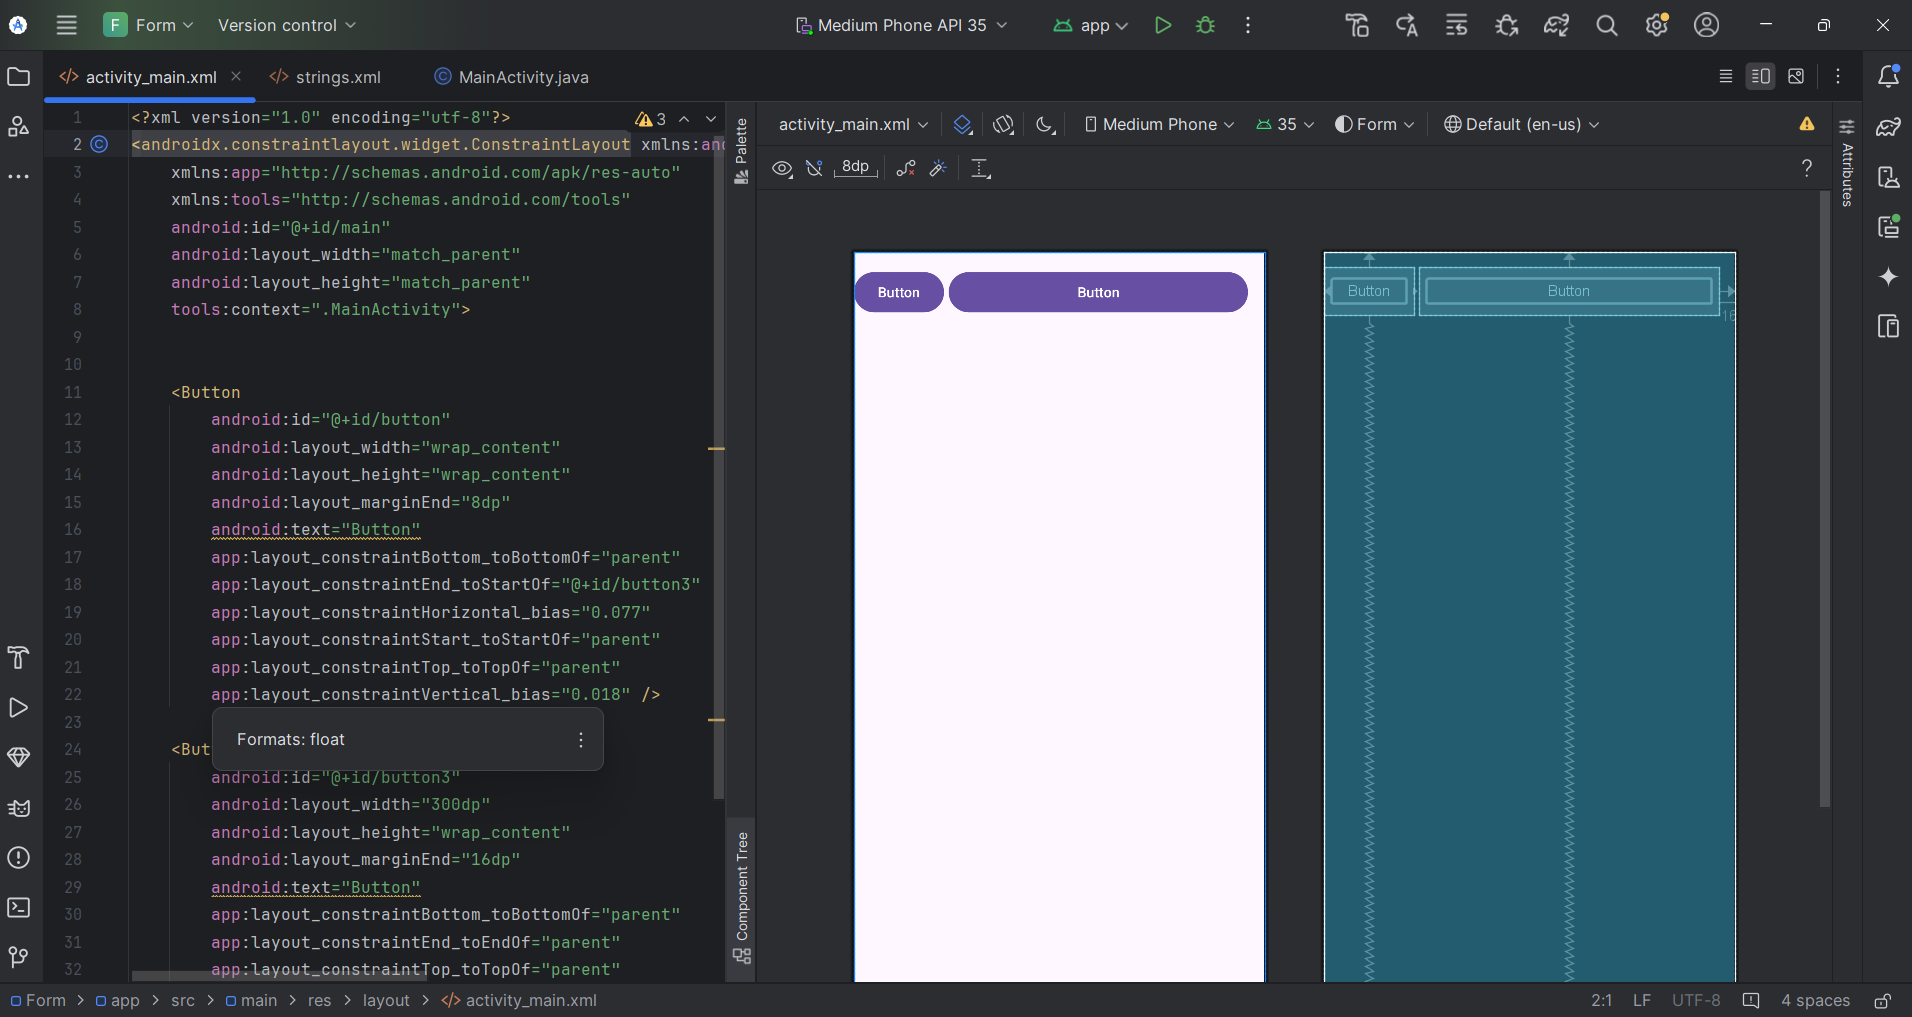 F Form Version control Medium Phone API 35 app
activity_main.xml strings.xml MainActivity.java
1 <?xml version="1.0" encoding="utf-8"?> 3
2 <androidx.constraintlayout.widget.ConstraintLayout xmlns:and
3 xmlns:app="http://schemas.android.com/apk/res-auto"
4 xmlns:tools="http://schemas.android.com/tools"
5 android:id="@+id/main"
6 android:layout_width="match_parent"
7 android:layout_height="match_parent"
8 tools:context=".MainActivity">
9
10
11 <Button
12 android:id="@+id/button"
13 android:layout_width="wrap_content"
14 android:layout_height="wrap_content"
15 android:layout_marginEnd="8dp"
16 android:text="Button"
17 app:layout_constraintBottom_toBottomOf="parent"
18 app:layout_constraintEnd_toStartOf="@+id/button3"
19 app:layout_constraintHorizontal_bias="0.077"
20 app:layout_constraintStart_toStartOf="parent"
21 app:layout_constraintTop_toTopOf="parent"
22 app:layout_constraintVertical_bias="0.018" />
23
Formats: float
24 <But
25 android:id="@+id/button3"
26 android:layout_width="300dp"
27 android:layout_height="wrap_content"
28 android:layout_marginEnd="16dp"
29 android:text="Button"
30 app:layout_constraintBottom_toBottomOf="parent"
31 app:layout_constraintEnd_toEndOf="parent"
32 app:layout_constraintTop_toTopOf="parent"
Palette
Component Tree
activity_main.xml Medium Phone 35 Form Default (en-us)
8dp ?
Button Button
Button Button
16
Attributes
Form > app > src > main > res > layout > activity_main.xml
2:1 LF UTF-8 4 spaces